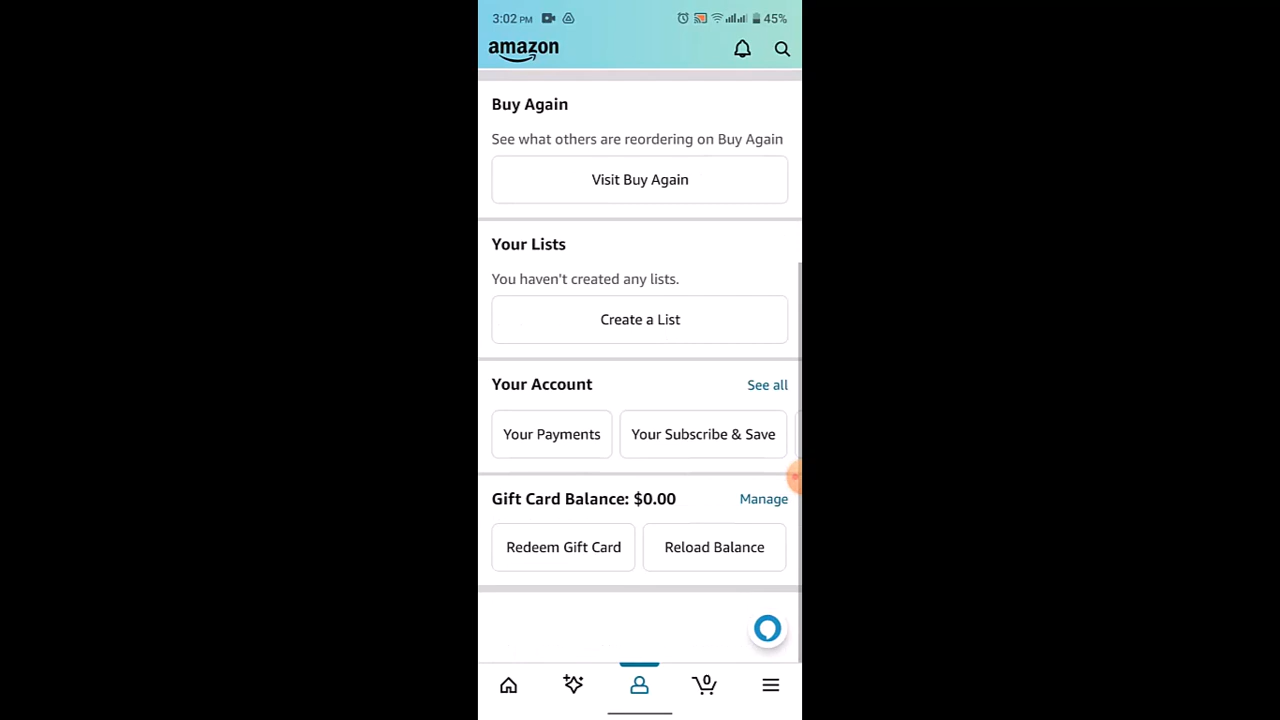 3:02 PM 45%
amazon
Buy Again
See what others are reordering on Buy Again
Visit Buy Again
Your Lists
You haven't created any lists.
Create a List
Your Account See all
Your Payments Your Subscribe & Save
Gift Card Balance: $0.00 Manage
Redeem Gift Card Reload Balance
0